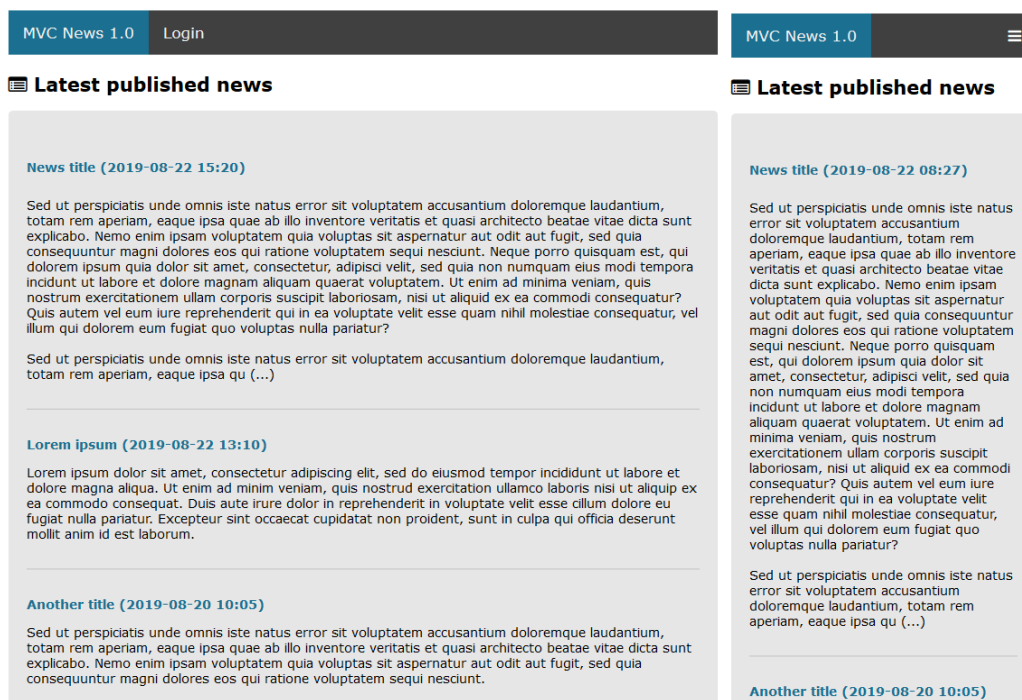 MVC News 1.0 Login
Latest published news
News title (2019-08-22 15:20)
Sed ut perspiciatis unde omnis iste natus error sit voluptatem accusantium doloremque laudantium,
totam rem aperiam, eaque ipsa quae ab illo inventore veritatis et quasi architecto beatae vitae dicta sunt
explicabo. Nemo enim ipsam voluptatem quia voluptas sit aspernatur aut odit aut fugit, sed quia
consequuntur magni dolores eos qui ratione voluptatem sequi nesciunt. Neque porro quisquam est, qui
dolorem ipsum quia dolor sit amet, consectetur, adipisci velit, sed quia non numquam eius modi tempora
incidunt ut labore et dolore magnam aliquam quaerat voluptatem. Ut enim ad minima veniam, quis
nostrum exercitationem ullam corporis suscipit laboriosam, nisi ut aliquid ex ea commodi consequatur?
Quis autem vel eum iure reprehenderit qui in ea voluptate velit esse quam nihil molestiae consequatur, vel
illum qui dolorem eum fugiat quo voluptas nulla pariatur?
Sed ut perspiciatis unde omnis iste natus error sit voluptatem accusantium doloremque laudantium,
totam rem aperiam, eaque ipsa qu (...)
Lorem ipsum (2019-08-22 13:10)
Lorem ipsum dolor sit amet, consectetur adipiscing elit, sed do eiusmod tempor incididunt ut labore et
dolore magna aliqua. Ut enim ad minim veniam, quis nostrud exercitation ullamco laboris nisi ut aliquip ex
ea commodo consequat. Duis aute irure dolor in reprehenderit in voluptate velit esse cillum dolore eu
fugiat nulla pariatur. Excepteur sint occaecat cupidatat non proident, sunt in culpa qui officia deserunt
mollit anim id est laborum.
Another title (2019-08-20 10:05)
Sed ut perspiciatis unde omnis iste natus error sit voluptatem accusantium doloremque laudantium,
totam rem aperiam, eaque ipsa quae ab illo inventore veritatis et quasi architecto beatae vitae dicta sunt
explicabo. Nemo enim ipsam voluptatem quia voluptas sit aspernatur aut odit aut fugit, sed quia
consequuntur magni dolores eos qui ratione voluptatem sequi nesciunt.
MVC News 1.0
Latest published news
News title (2019-08-22 08:27)
Sed ut perspiciatis unde omnis iste natus
error sit voluptatem accusantium
doloremque laudantium, totam rem
aperiam, eaque ipsa quae ab illo inventore
veritatis et quasi architecto beatae vitae
dicta sunt explicabo. Nemo enim ipsam
voluptatem quia voluptas sit aspernatur
aut odit aut fugit, sed quia consequuntur
magni dolores eos qui ratione voluptatem
sequi nesciunt. Neque porro quisquam
est, qui dolorem ipsum quia dolor sit
amet, consectetur, adipisci velit, sed quia
non numquam eius modi tempora
incidunt ut labore et dolore magnam
aliquam quaerat voluptatem. Ut enim ad
minima veniam, quis nostrum
exercitationem ullam corporis suscipit
laboriosam, nisi ut aliquid ex ea commodi
consequatur? Quis autem vel eum iure
reprehenderit qui in ea voluptate velit
esse quam nihil molestiae consequatur,
vel illum qui dolorem eum fugiat quo
voluptas nulla pariatur?
Sed ut perspiciatis unde omnis iste natus
error sit voluptatem accusantium
doloremque laudantium, totam rem
aperiam, eaque ipsa qu (...)
Another title (2019-08-20 10:05)